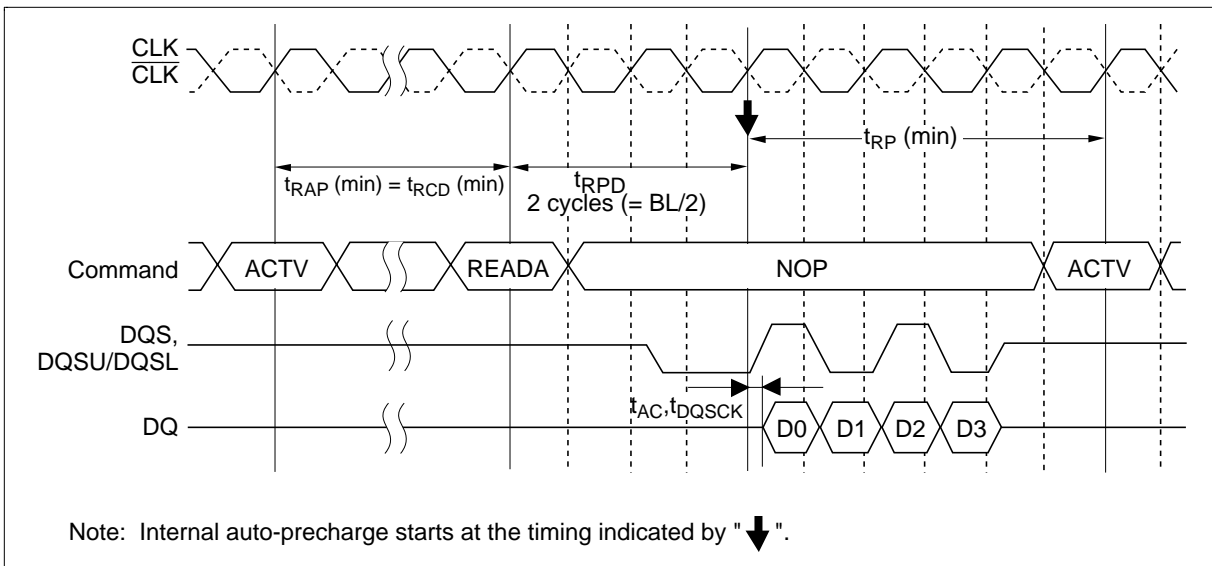 CLK
CLK
tRP (min)
tRAP (min) = tRCD (min)
tRPD
2 cycles (= BL/2)
Command
ACTV
READA
NOP
ACTV
DQS,
DQSU/DQSL
tAC,tDQSCK
DQ
D0
D1
D2
D3
Note: Internal auto-precharge starts at the timing indicated by " ".